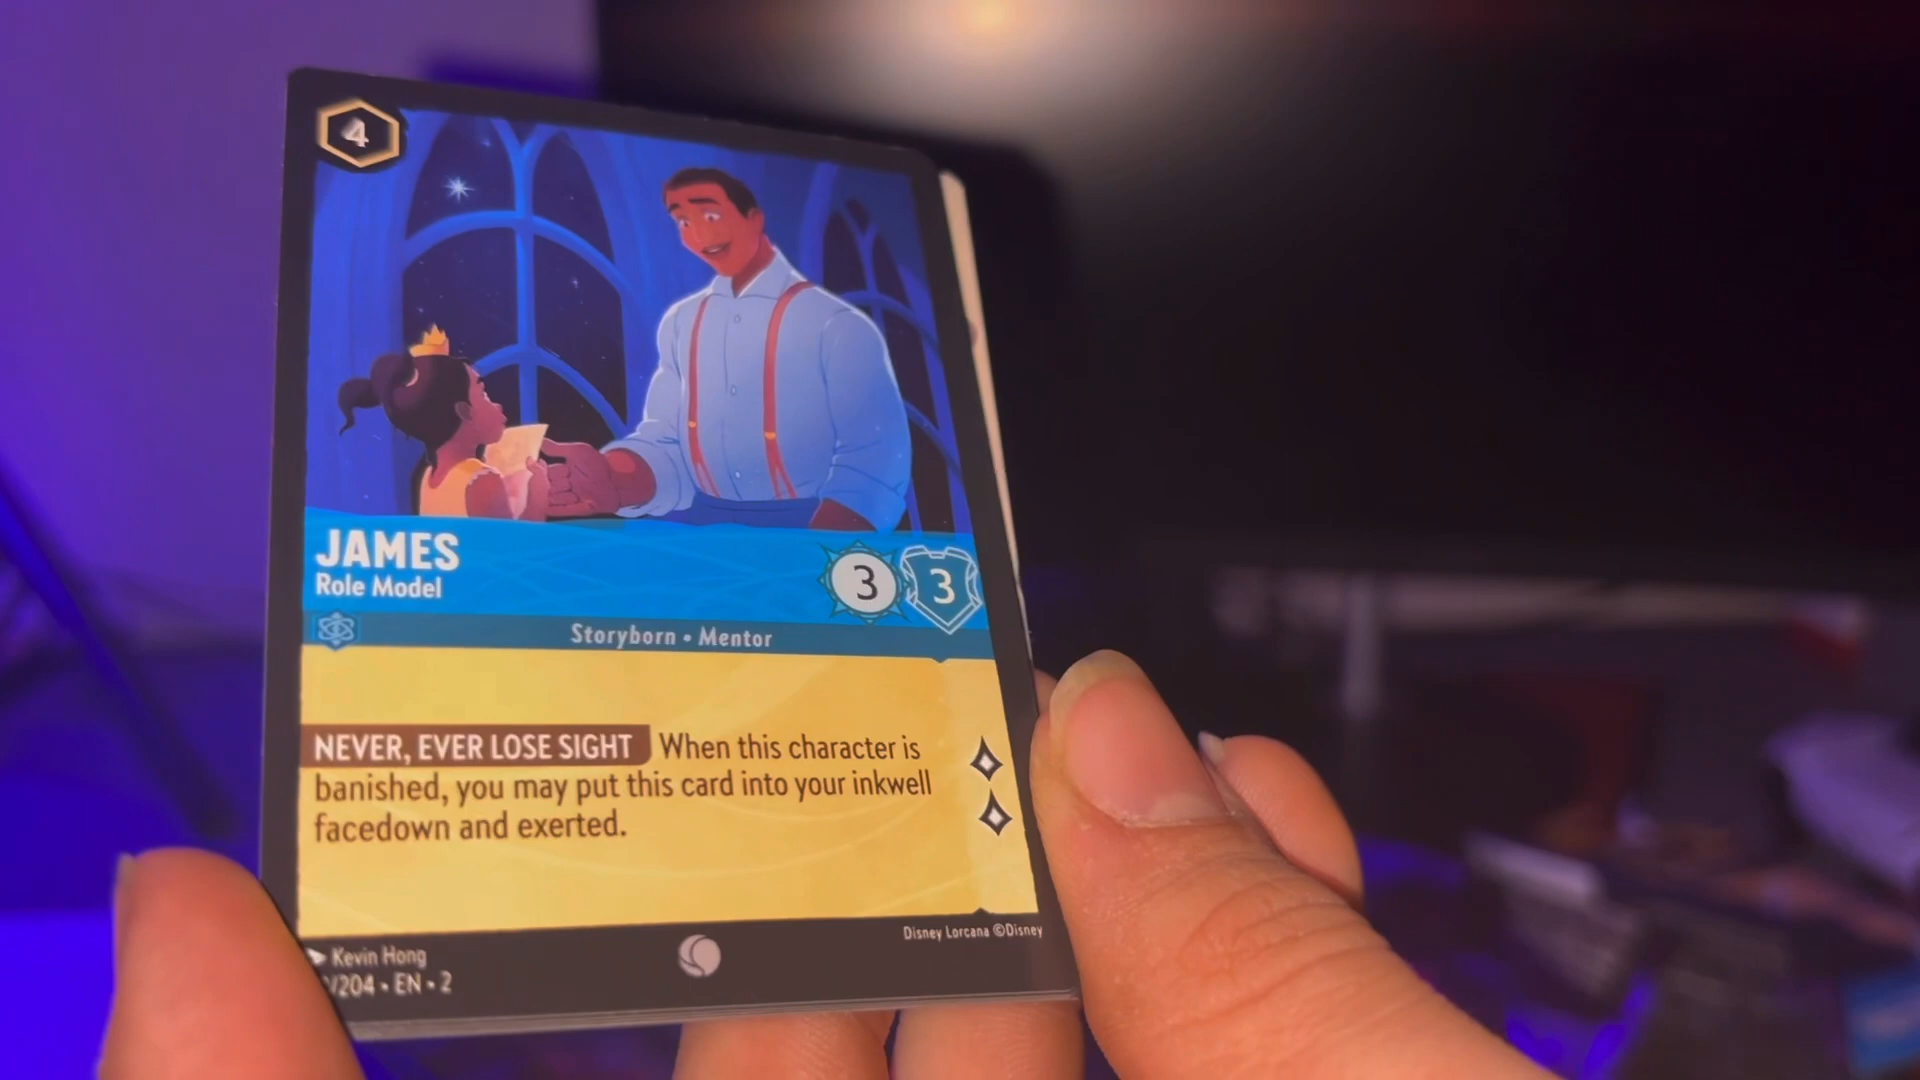 4
JAMES
Role Model
3 3
Storyborn • Mentor
NEVER, EVER LOSE SIGHT When this character is
banished, you may put this card into your inkwell
facedown and exerted.
Disney Lorcana ©Disney
Kevin Hong
/204 • EN • 2